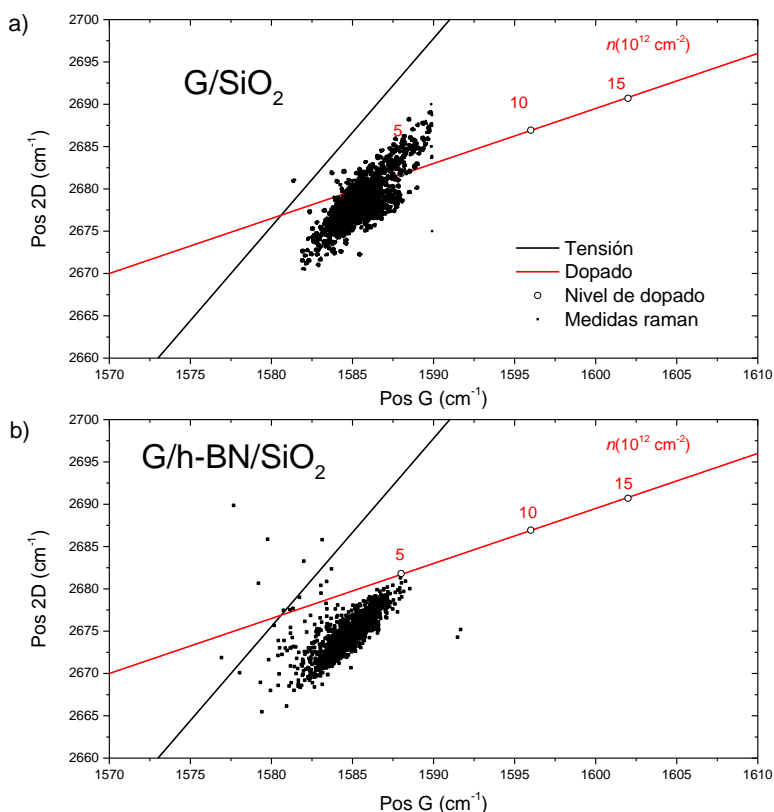 a)
2700
2695
2690
2685
2680
2675
2670
2665
2660
Pos 2D (cm-1)
G/SiO2
n(1012 cm-2)
5
10
15
Tensión
Dopado
Nivel de dopado
Medidas raman
1570 1575 1580 1585 1590 1595 1600 1605 1610
Pos G (cm-1)
b)
2700
2695
2690
2685
2680
2675
2670
2665
2660
Pos 2D (cm-1)
G/h-BN/SiO2
n(1012 cm-2)
5
10
15
1570 1575 1580 1585 1590 1595 1600 1605 1610
Pos G (cm-1)